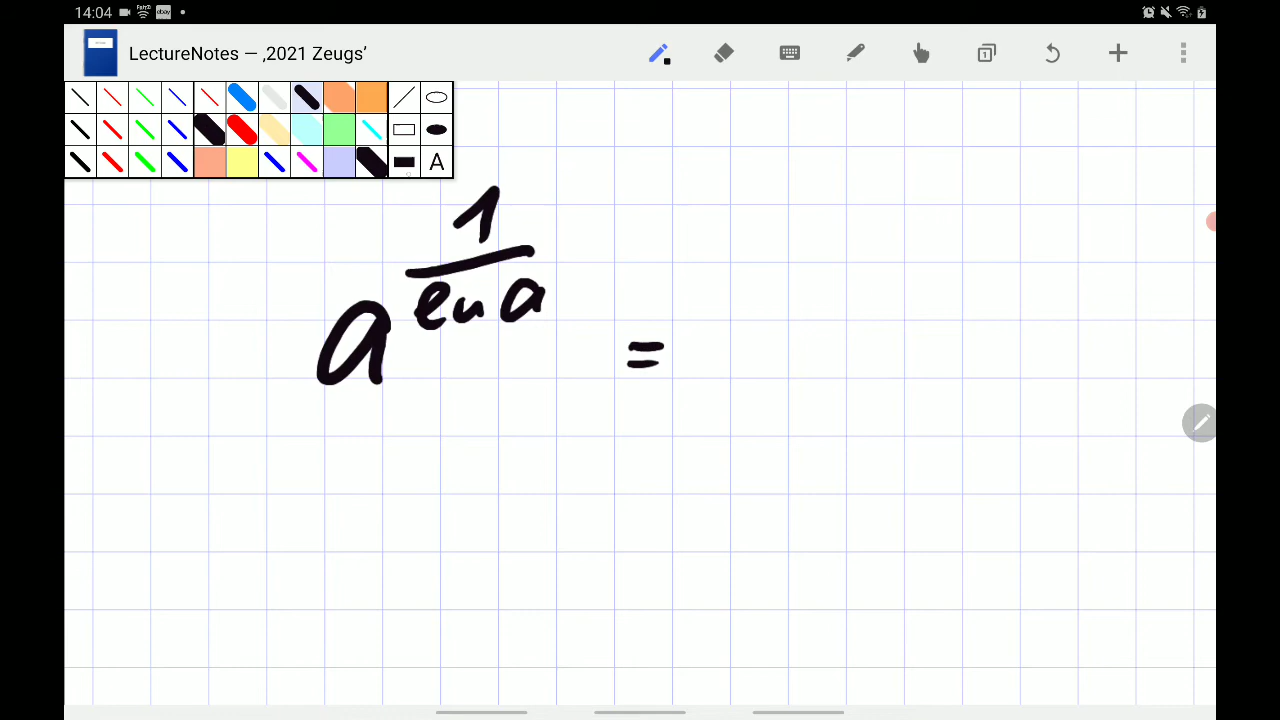 14:04
LectureNotes — ‚2021 Zeugs’
A
1
ln a
a =